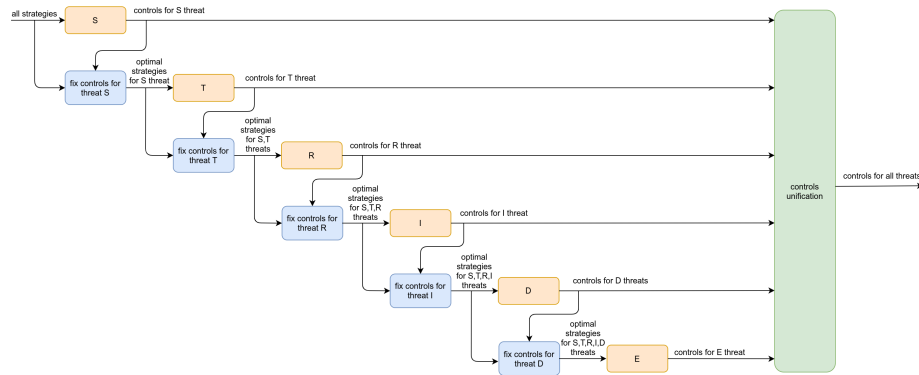 all strategies
S
controls for S threat
optimal
strategies
for S threat
fix controls for
threat S
T
controls for T threat
optimal
strategies
for S,T
threats
fix controls for
threat T
R
controls for R threat
optimal
strategies
for S,T,R
threats
fix controls for
threat R
I
controls for I threat
optimal
strategies
for S,T,R,I
threats
fix controls for
threat I
D
controls for D threats
optimal
strategies
for S,T,R,I,D
threats
fix controls for
threat D
E
controls for E threat
controls
unification
controls for all threats